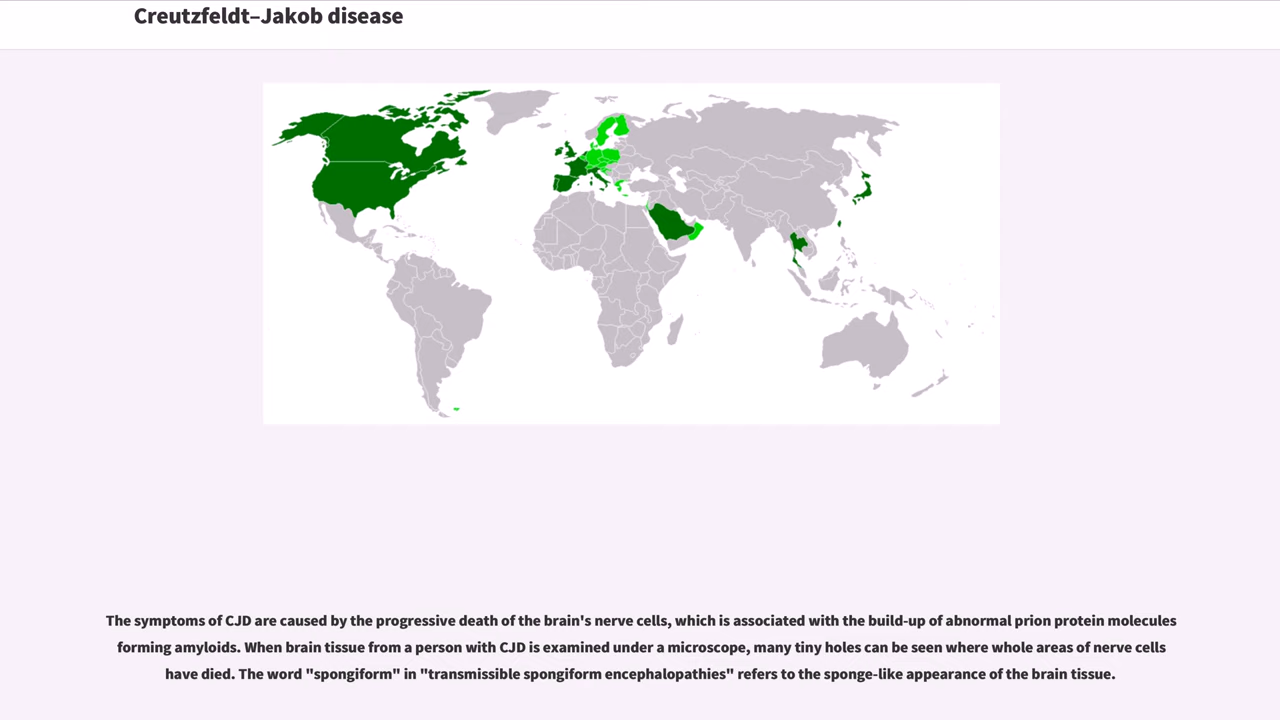 Creutzfeldt–Jakob disease
The symptoms of CJD are caused by the progressive death of the brain's nerve cells, which is associated with the build-up of abnormal prion protein molecules
forming amyloids. When brain tissue from a person with CJD is examined under a microscope, many tiny holes can be seen where whole areas of nerve cells
have died. The word "spongiform" in "transmissible spongiform encephalopathies" refers to the sponge-like appearance of the brain tissue.